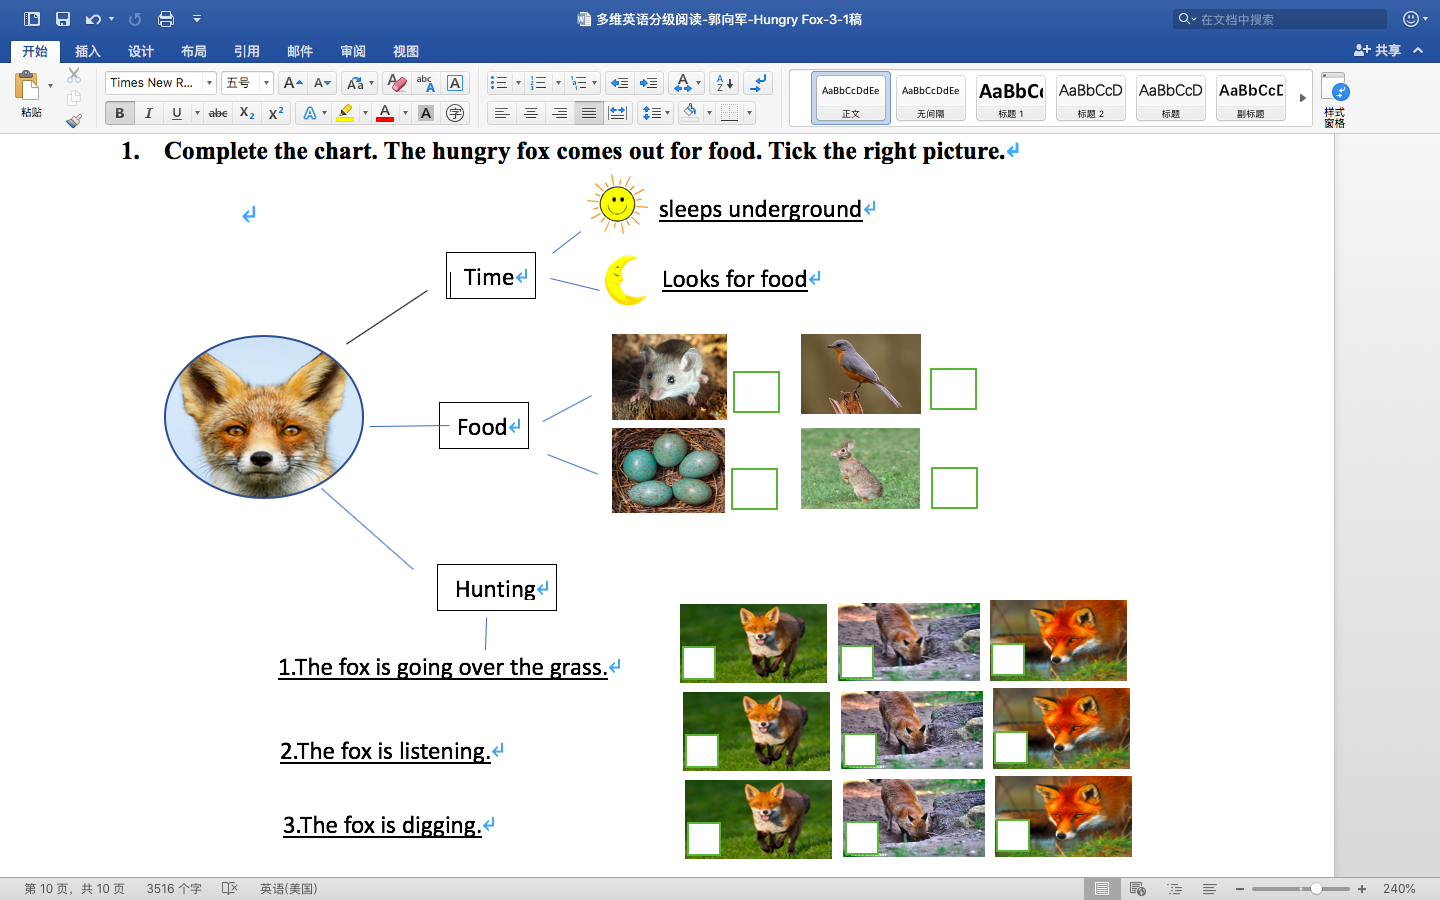 多维英语分级阅读-郭向军-Hungry Fox-3-1稿
在文档中搜索
开始 插入 设计 布局 引用 邮件 审阅 视图
共享
粘贴
Times New R...
五号
AaBbCcDdEe AaBbCcDdEe AaBbCc AaBbCcD AaBbCcD AaBbCcD
正文 无间隔 标题 1 标题 2 标题 副标题
样式
窗格
1. Complete the chart. The hungry fox comes out for food. Tick the right picture.
sleeps underground
Time
Looks for food
Food
Hunting
1.The fox is going over the grass.
2.The fox is listening.
3.The fox is digging.
第 10 页，共 10 页 3516 个字 英语(美国) 240%